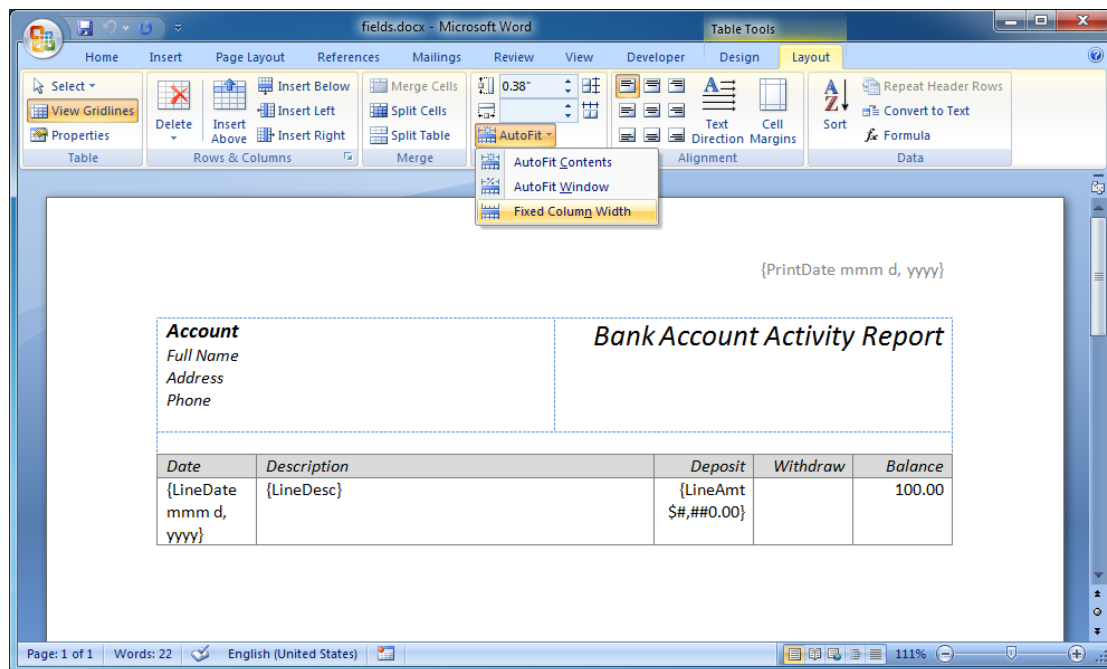 fields.docx - Microsoft Word Table Tools
Home Insert Page Layout References Mailings Review View Developer Design Layout
Select Insert Below Merge Cells 0.38" Repeat Header Rows
View Gridlines Delete Insert Above Insert Left Split Cells Text Direction Cell Margins Sort Convert to Text
Properties Insert Right Split Table AutoFit Formula
Table Rows & Columns Merge Alignment Data
AutoFit Contents
AutoFit Window
Fixed Column Width
{PrintDate mmm d, yyyy}
Account Bank Account Activity Report
Full Name
Address
Phone
Date Description Deposit Withdraw Balance
{LineDate {LineDesc} {LineAmt 100.00
mmm d, $#,##0.00}
yyyy}
Page: 1 of 1 Words: 22 English (United States) 111%